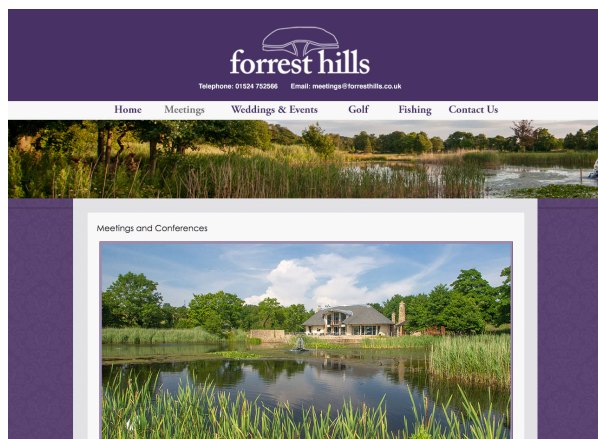 forrest hills
Telephone: 01524 752566 Email: meetings@forresthills.co.uk
Home Meetings Weddings & Events Golf Fishing Contact Us
Meetings and Conferences